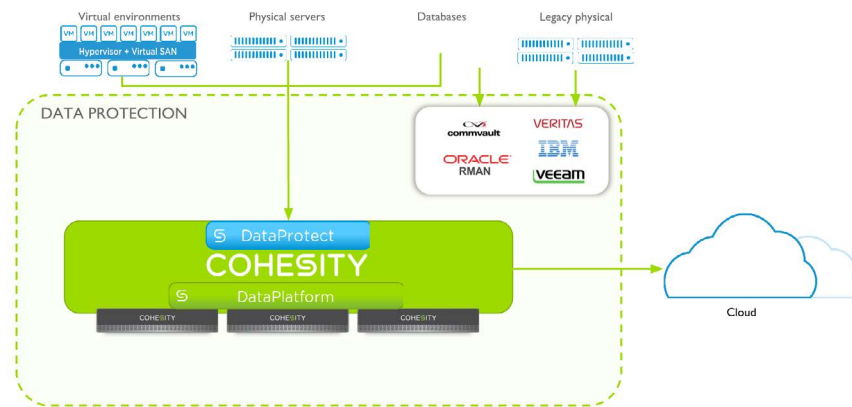 Virtual environments
Physical servers
Databases
Legacy physical
VM VM VM VM VM VM VM
Hypervisor + Virtual SAN
DATA PROTECTION
commvault
VERITAS
ORACLE
RMAN
IBM
veeam
DataProtect
COHESITY
DataPlatform
COHESITY
COHESITY
COHESITY
Cloud